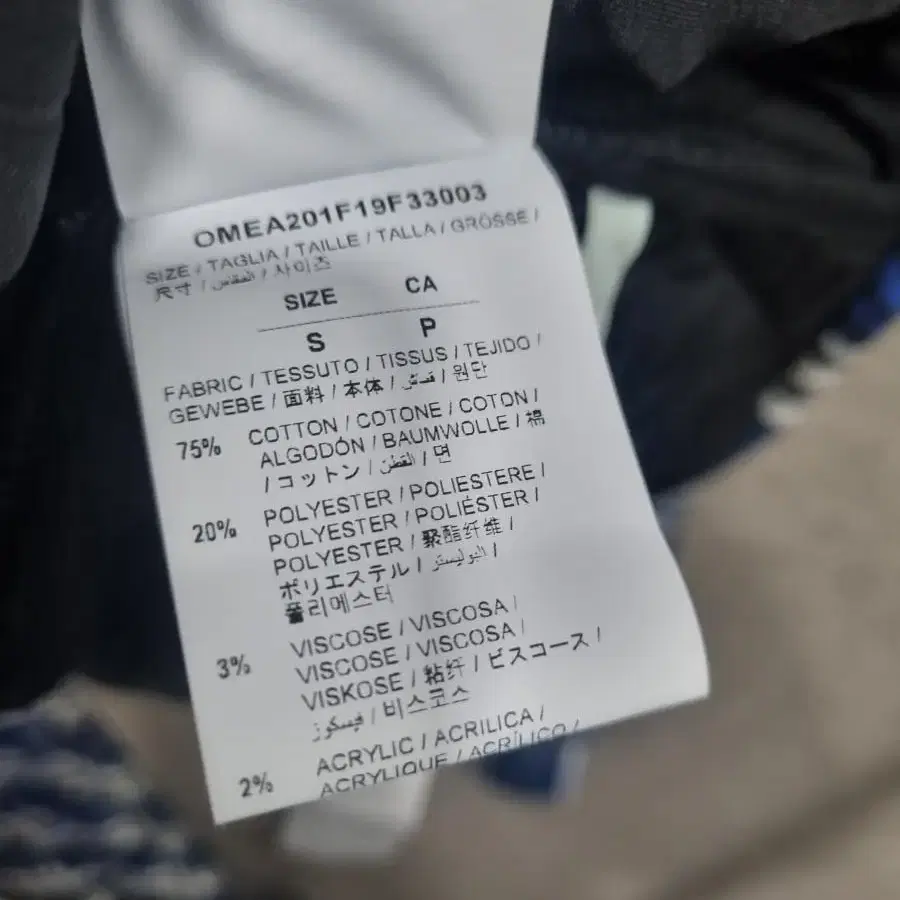 OMEA201F19F33003
SIZE / TAGLIA / TAILLE / TALLA / GRÖSSE /
尺寸 / المقاس / 사이즈
SIZE CA
S P
FABRIC / TESSUTO / TISSUS / TEJIDO /
GEWEBE / 面料 / 本体 / قماش / 원단
75% COTTON / COTONE / COTON /
ALGODÓN / BAUMWOLLE / 棉
/ コットン / القطن / 면
20% POLYESTER / POLIESTERE /
POLYESTER / POLIÉSTER /
POLYESTER / 聚酯纤维 /
ポリエステル / البوليستر /
폴리에스터
3% VISCOSE / VISCOSA /
VISCOSE / VISCOSA /
VISKOSE / 粘纤 / ビスコース /
فيسكوز / 비스코스
2% ACRYLIC / ACRILICA /
ACRYLIQUE / ACRÍLICO /